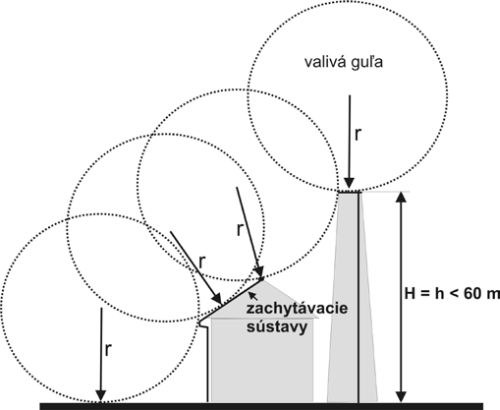 valivá guľa
r
r
r
r
zachytávacie
sústavy
H = h < 60 m